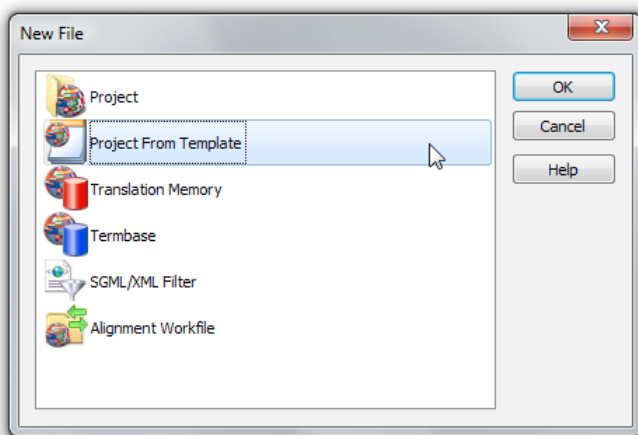 New File
Project
Project From Template
Translation Memory
Termbase
SGML/XML Filter
Alignment Workfile
OK
Cancel
Help